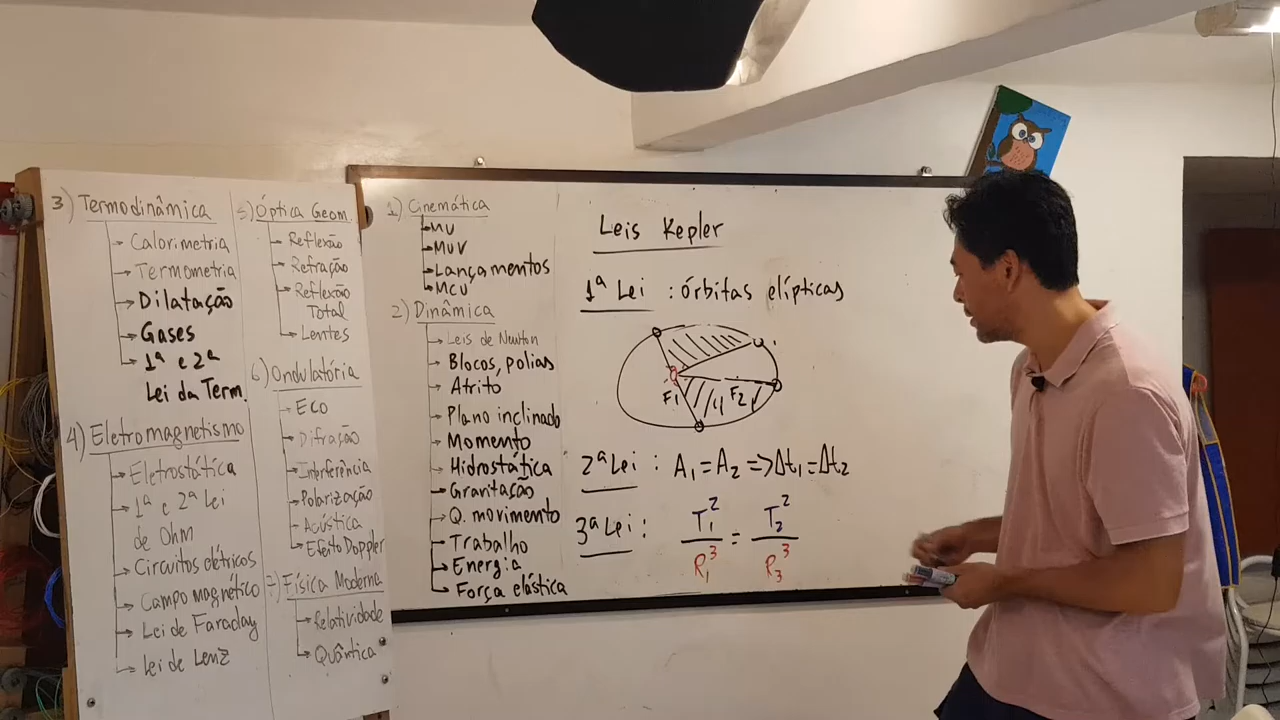 3) Termodinâmica
Calorimetria
Termometria
Dilatação
Gases
1ª e 2ª
Lei da Term.
4) Eletromagnetismo
Eletrostática
1ª e 2ª Lei
de Ohm
Circuitos elétricos
Campo magnético
Lei de Faraday
Lei de Lenz
5) Óptica Geom.
Reflexão
Refração
Reflexão
Total
Lentes
6) Ondulatória
Eco
Difração
Interferência
Polarização
Acústica
Efeito Doppler
7) Física Moderna
Relatividade
Quântica
1) Cinemática
MU
MUV
Lançamentos
MCU
2) Dinâmica
Leis de Newton
Blocos, polias
Atrito
Plano inclinado
Momento
Hidrostática
Gravitação
Q. movimento
Trabalho
Energia
Força elástica
Leis Kepler
1ª Lei : órbitas elípticas
F1 F2
2ª Lei : A₁ = A₂ => Δt₁ = Δt₂
3ª Lei : T₁²/R₁³ = T₂²/R₃³